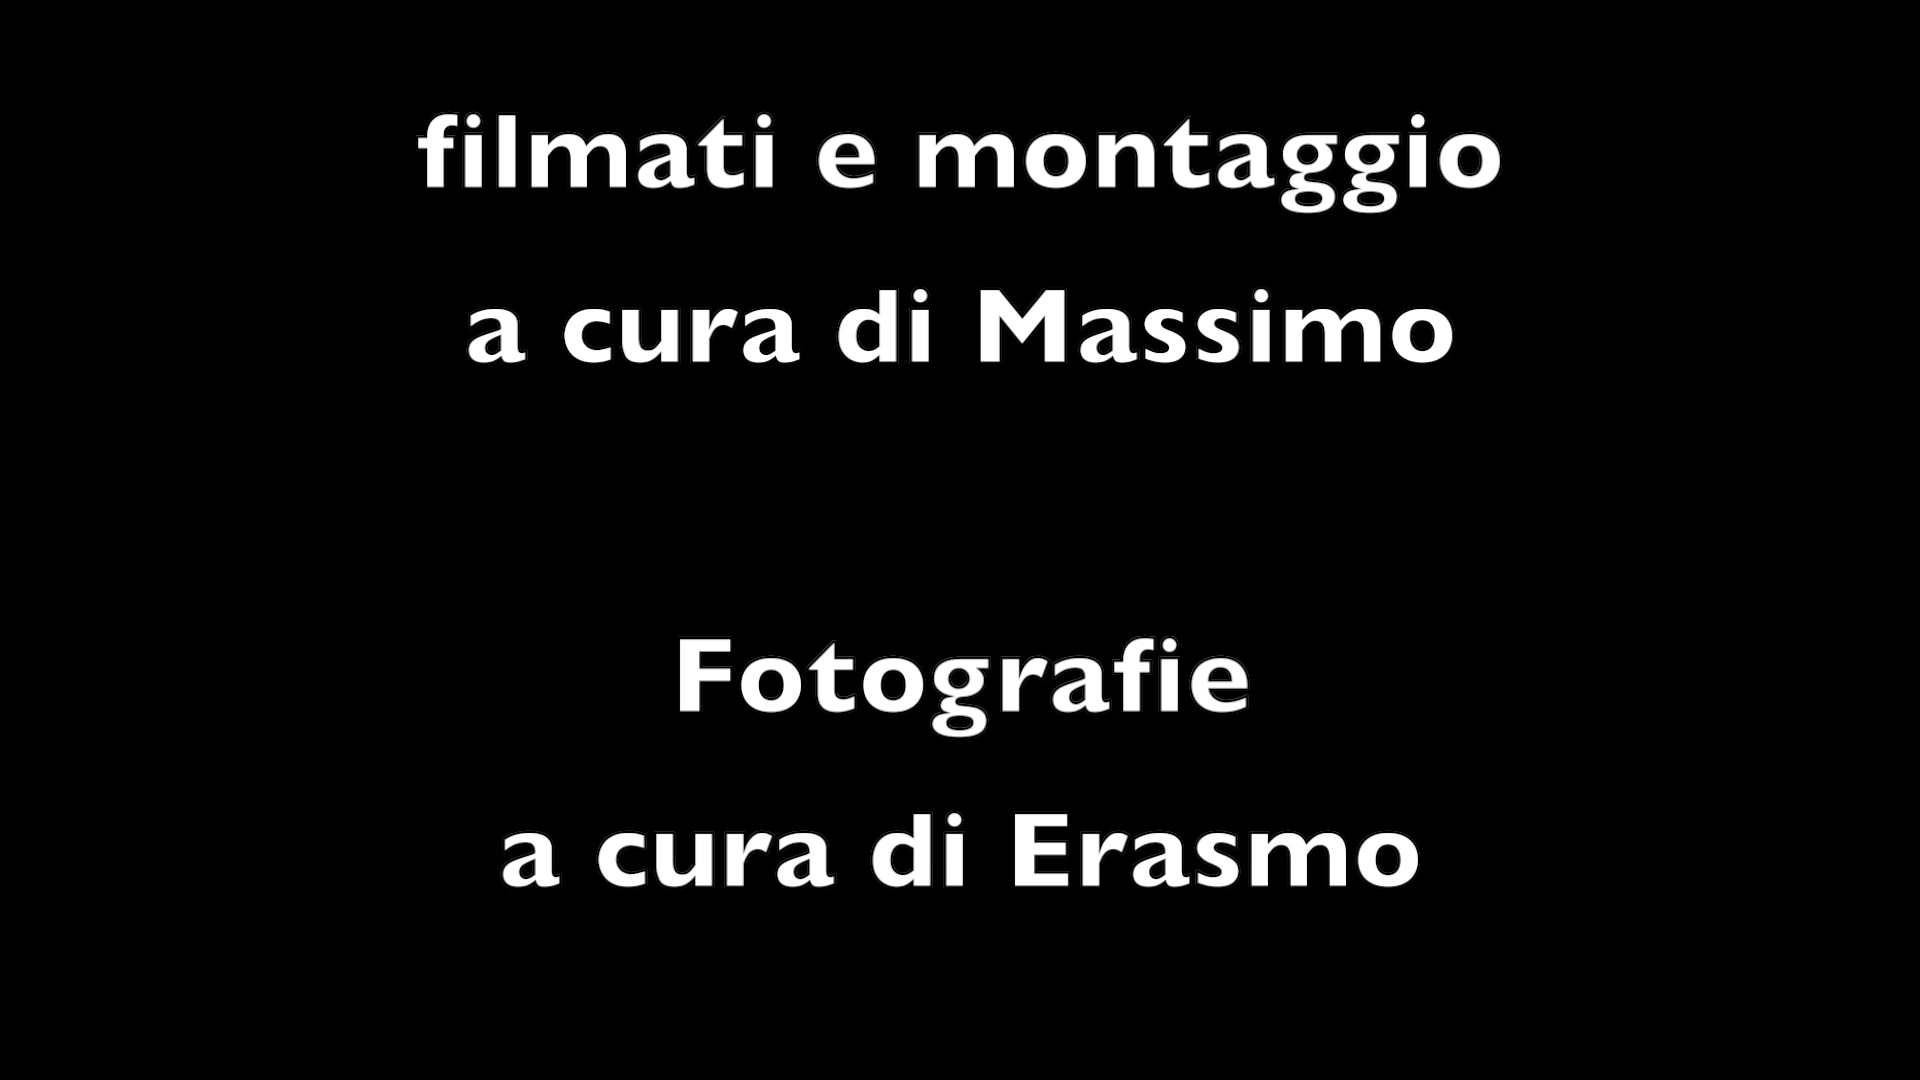 filmati e montaggio
a cura di Massimo
Fotografie
a cura di Erasmo